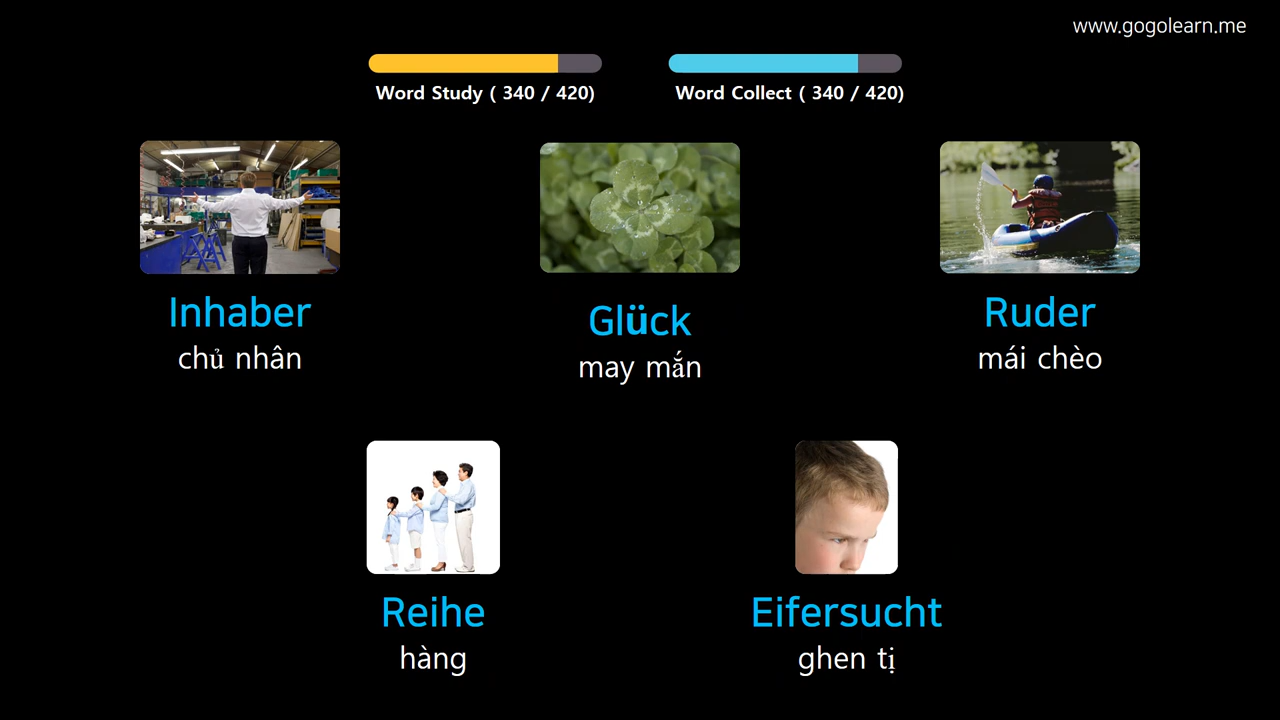 www.gogolearn.me
Word Study ( 340 / 420)
Word Collect ( 340 / 420)
Inhaber
chủ nhân
Glück
may mắn
Ruder
mái chèo
Reihe
hàng
Eifersucht
ghen tị